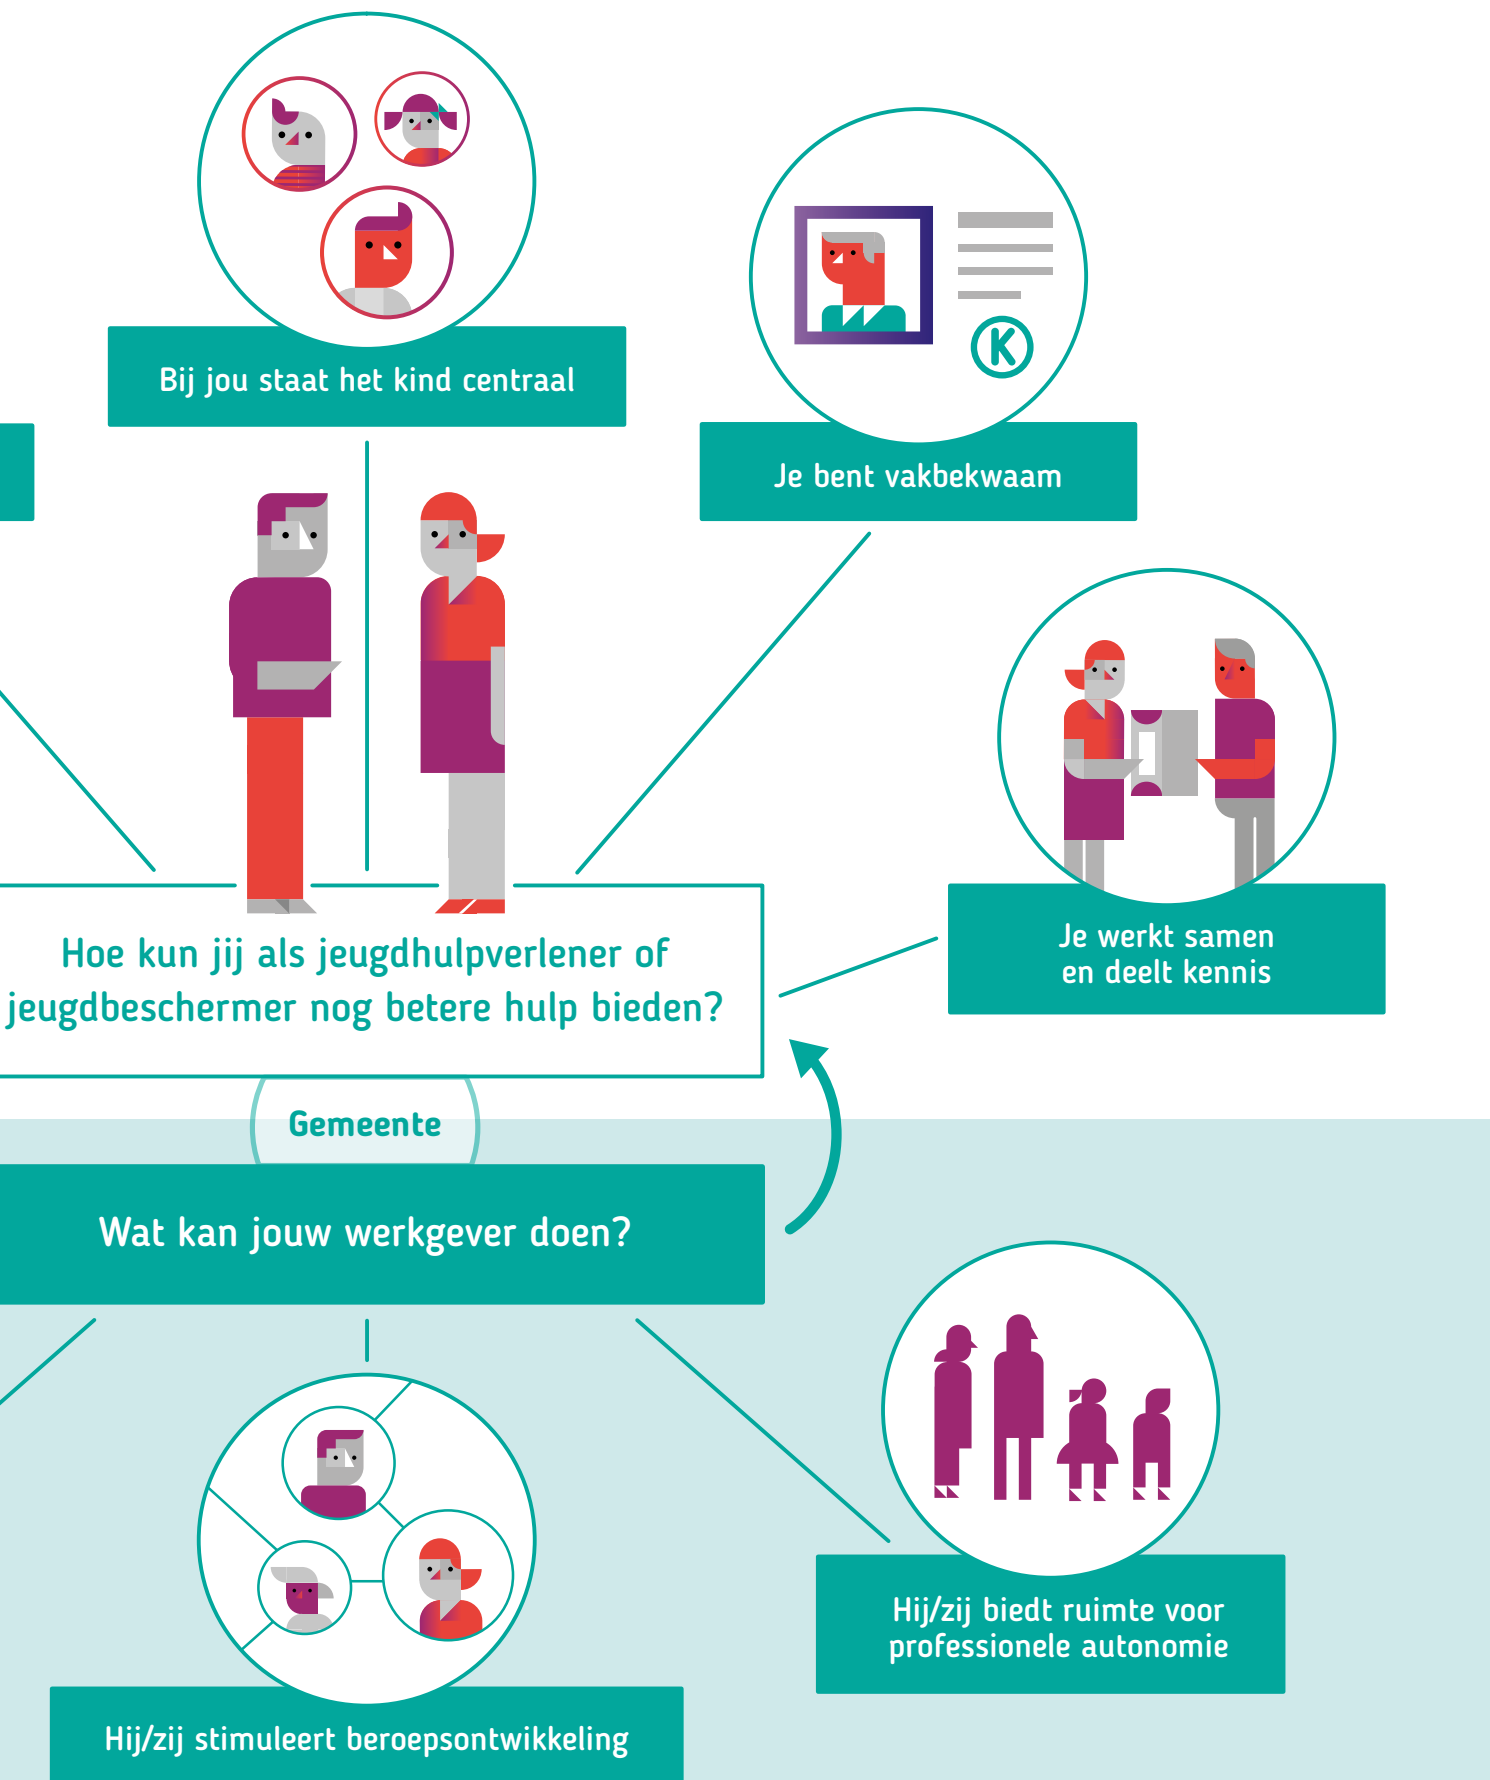 Bij jou staat het kind centraal
Je bent vakbekwaam
K
Je werkt samen
en deelt kennis
Hoe kun jij als jeugdhulpverlener of
jeugdbeschermer nog betere hulp bieden?
Gemeente
Wat kan jouw werkgever doen?
Hij/zij biedt ruimte voor
professionele autonomie
Hij/zij stimuleert beroepsontwikkeling